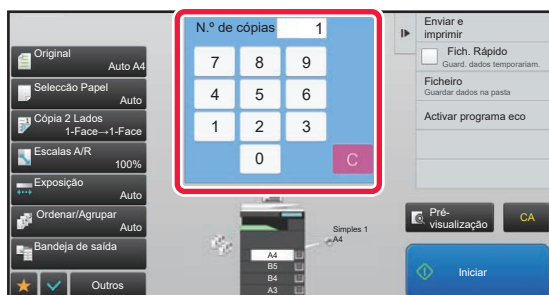 Original
Auto A4
Selecção Papel
Auto
Cópia 2 Lados
1-Face→1-Face
Escalas A/R
100%
Exposição
Auto
Ordenar/Agrupar
Auto
Bandeja de saída
Outros
N.º de cópias
1
7 8 9
4 5 6
1 2 3
0 C
Simples 1
A4
A4
B5
B4
A3
Enviar e
imprimir
Fich. Rápido
Guard. dados temporariam.
Ficheiro
Guardar dados na pasta
Activar programa eco
Pré-
visualização
CA
Iniciar